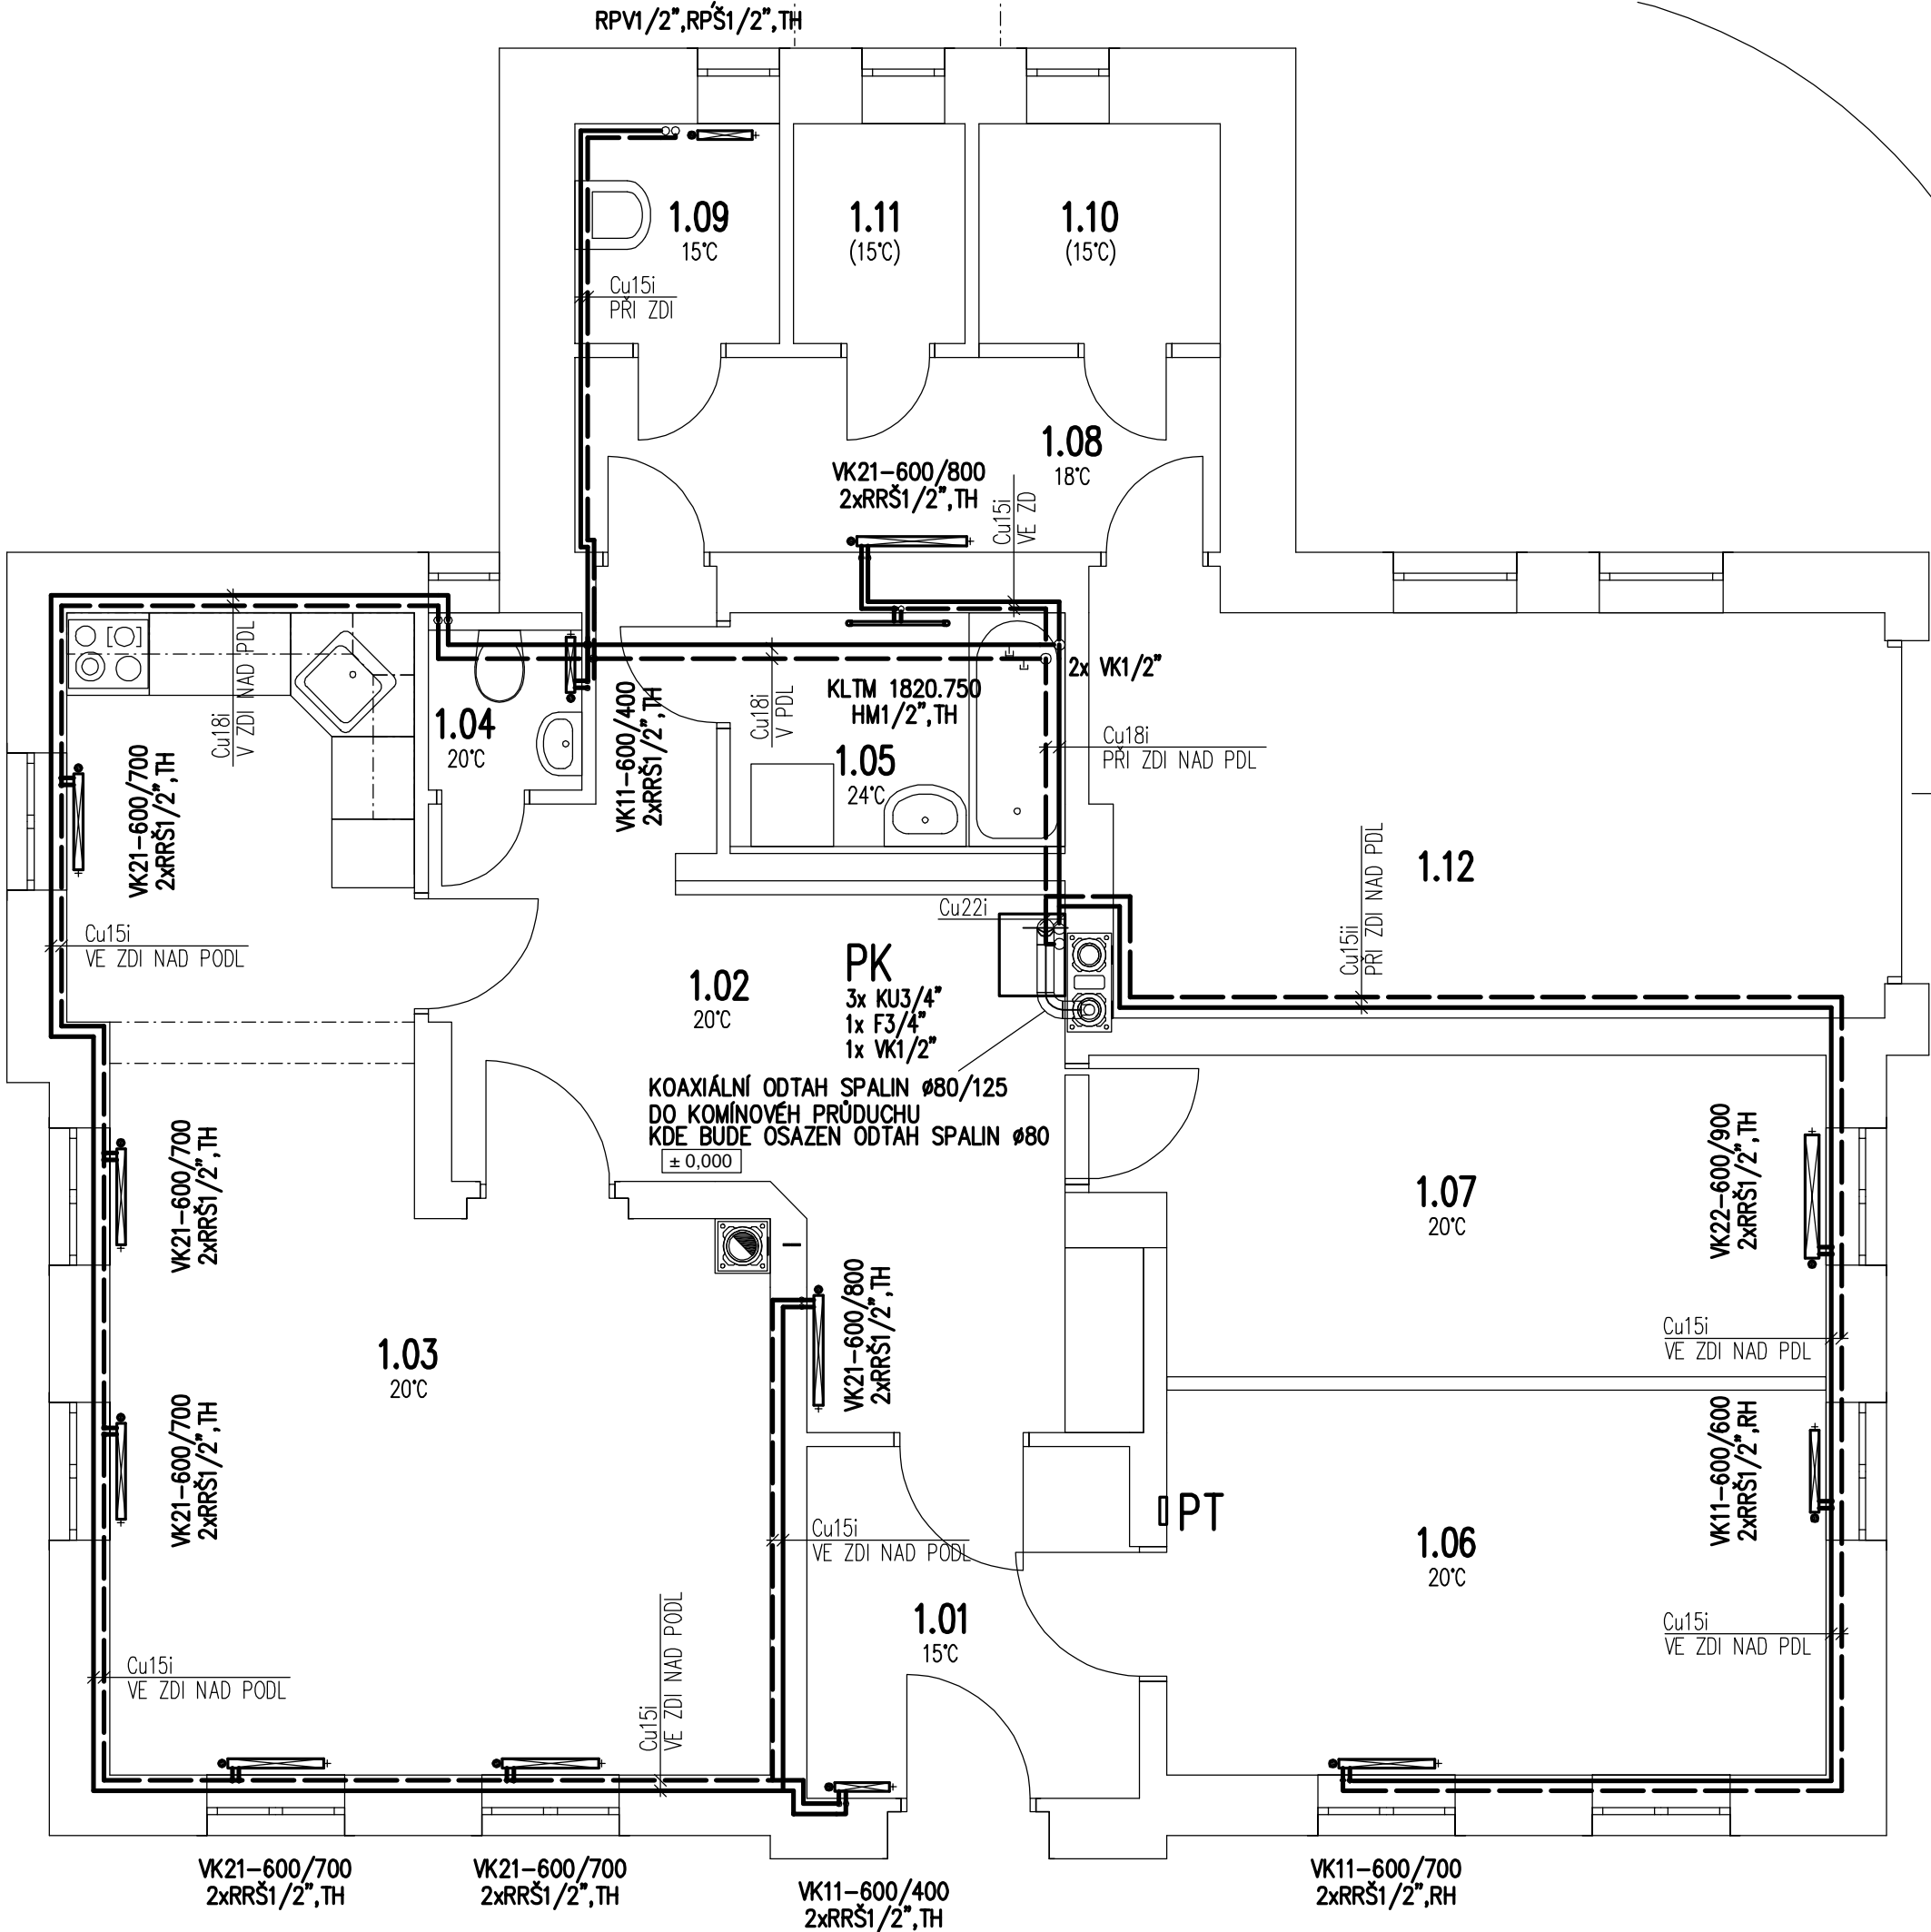 RPV1/2",RPŠ1/2",TH
1.09
15°C
1.11
(15°C)
1.10
(15°C)
Cu15i
PŘI ZDI
1.08
18°C
VK21-600/800
2xRRŠ1/2",TH
Cu15i
VE ZD
Cu18i
V ZDI NAD PDL
1.04
20°C
VK11-600/400
2xRRŠ1/2",TH
Cu18i
V PDL
KLTM 1820.750
HM1/2",TH
1.05
24°C
2x VK1/2"
Cu18i
PŘI ZDI NAD PDL
VK21-600/700
2xRRŠ1/2",TH
1.12
Cu15ii
PŘI ZDI NAD PDL
Cu15i
VE ZDI NAD PODL
Cu22i
1.02
20°C
PK
3x KU3/4"
1x F3/4"
1x VK1/2"
KOAXIÁLNÍ ODTAH SPALIN ø80/125
DO KOMÍNOVÉH PRŮDUCHU
KDE BUDE OSAZEN ODTAH SPALIN ø80
± 0,000
VK21-600/700
2xRRŠ1/2",TH
1.07
20°C
VK22-600/900
2xRRŠ1/2",TH
1.03
20°C
VK21-600/800
2xRRŠ1/2",TH
Cu15i
VE ZDI NAD PDL
VK21-600/700
2xRRŠ1/2",TH
VK11-600/600
2xRRŠ1/2",RH
PT
Cu15i
VE ZDI NAD PODL
1.06
20°C
1.01
15°C
Cu15i
VE ZDI NAD PDL
Cu15i
VE ZDI NAD PODL
Cu15i
VE ZDI NAD PODL
VK21-600/700
2xRRŠ1/2",TH
VK21-600/700
2xRRŠ1/2",TH
VK11-600/400
2xRRŠ1/2",TH
VK11-600/700
2xRRŠ1/2",RH